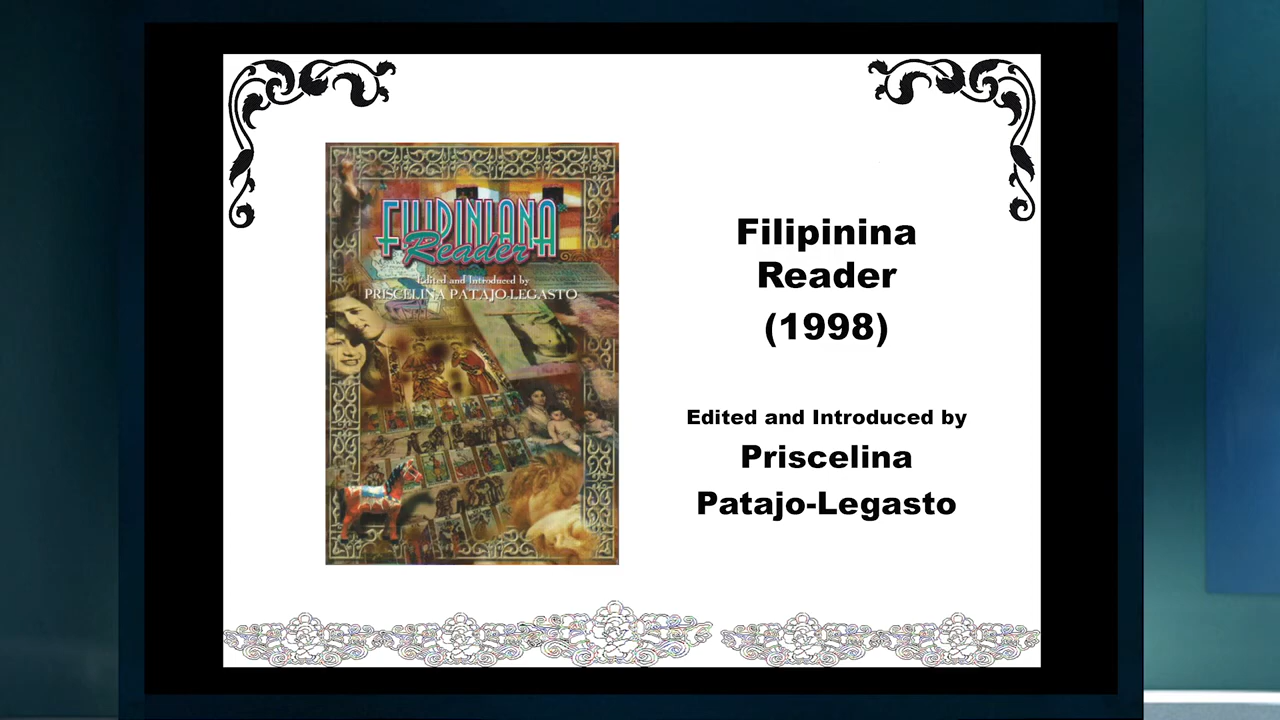 FILIPINIANA
Reader
Edited and Introduced by
PRISCELINA PATAJO-LEGASTO
Filipinina
Reader
(1998)
Edited and Introduced by
Priscelina
Patajo-Legasto